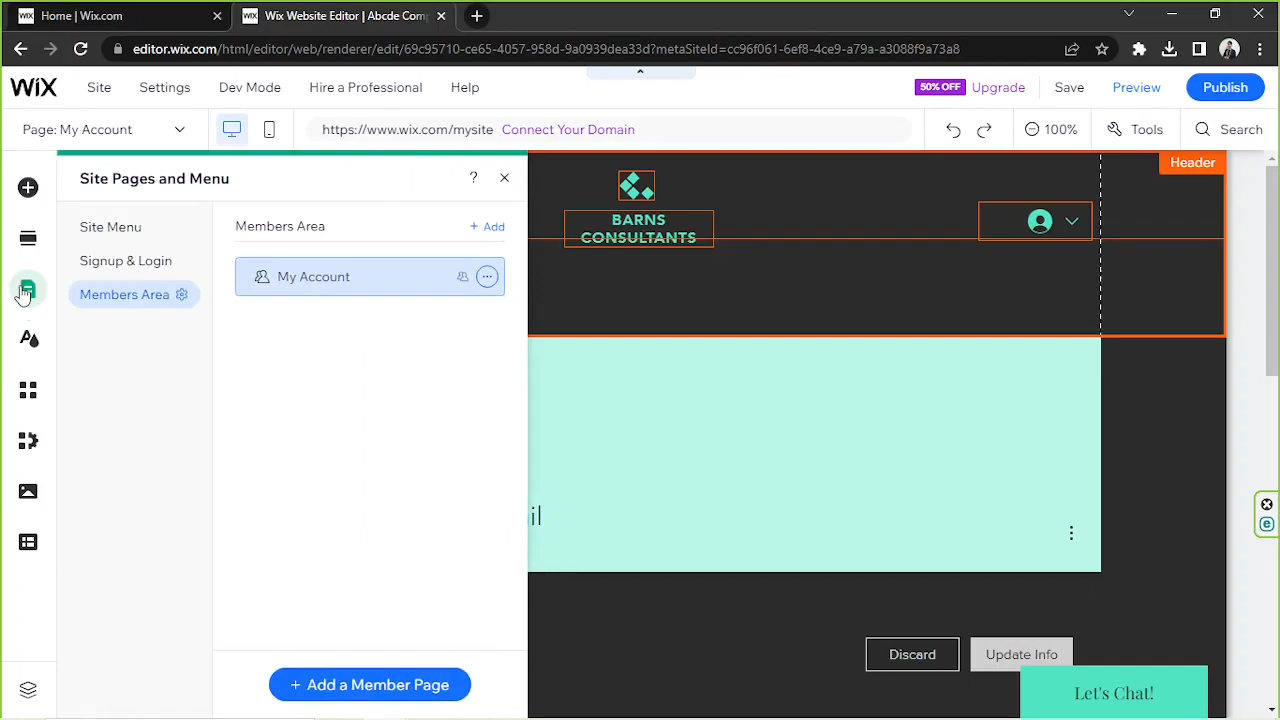 WiX Home | Wix.com
WiX Wix Website Editor | Abcde Com
editor.wix.com/html/editor/web/renderer/edit/69c95710-ce65-4057-958d-9a0939dea33d?metaSiteId=cc96f061-6ef8-4ce9-a79a-a3088f9a73a8
WiX Site Settings Dev Mode Hire a Professional Help 50% OFF Upgrade Save Preview Publish
Page: My Account https://www.wix.com/mysite Connect Your Domain 100% Tools Search
Site Pages and Menu ?
Header
Site Menu
Members Area + Add
BARNS
CONSULTANTS
Signup & Login
My Account
Members Area
il
Discard Update Info
+ Add a Member Page
Let's Chat!